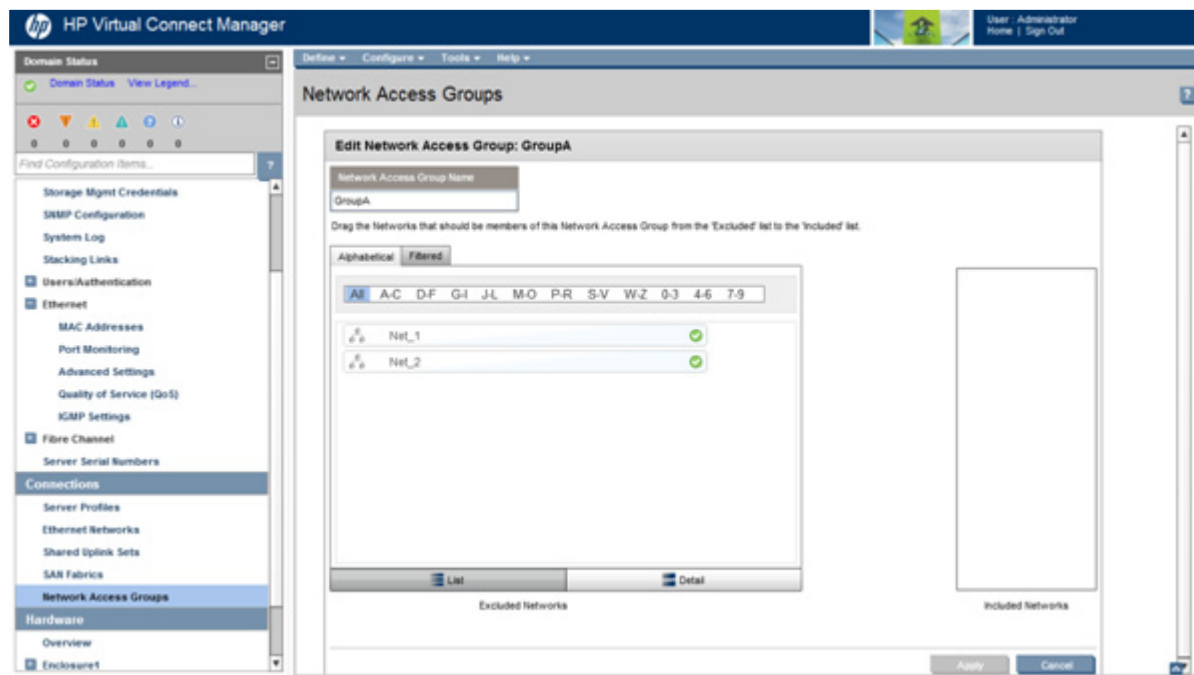 hp HP Virtual Connect Manager
User : Administrator
Home | Sign Out
Domain Status
Domain Status View Legend...
0 0 0 0 0 0
Find Configuration Items...
?
Storage Mgmt Credentials
SNMP Configuration
System Log
Stacking Links
Users/Authentication
Ethernet
MAC Addresses
Port Monitoring
Advanced Settings
Quality of Service (QoS)
IGMP Settings
Fibre Channel
Server Serial Numbers
Connections
Server Profiles
Ethernet Networks
Shared Uplink Sets
SAN Fabrics
Network Access Groups
Hardware
Overview
Enclosure1
Define Configure Tools Help
Network Access Groups
?
Edit Network Access Group: GroupA
Network Access Group Name
GroupA
Drag the Networks that should be members of this Network Access Group from the 'Excluded' list to the 'Included' list.
Alphabetical Filtered
All A-C D-F G-I J-L M-O P-R S-V W-Z 0-3 4-6 7-9
Net_1
Net_2
List Detail
Excluded Networks
Included Networks
Apply Cancel